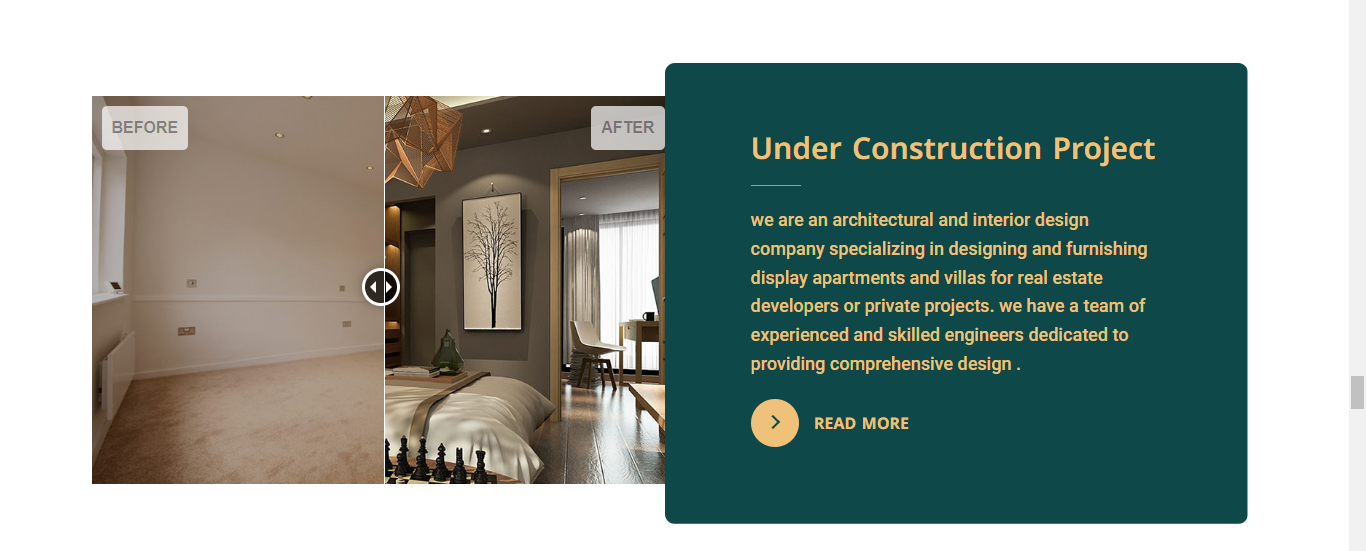 BEFORE
AFTER
Under Construction Project
we are an architectural and interior design
company specializing in designing and furnishing
display apartments and villas for real estate
developers or private projects. we have a team of
experienced and skilled engineers dedicated to
providing comprehensive design .
READ MORE